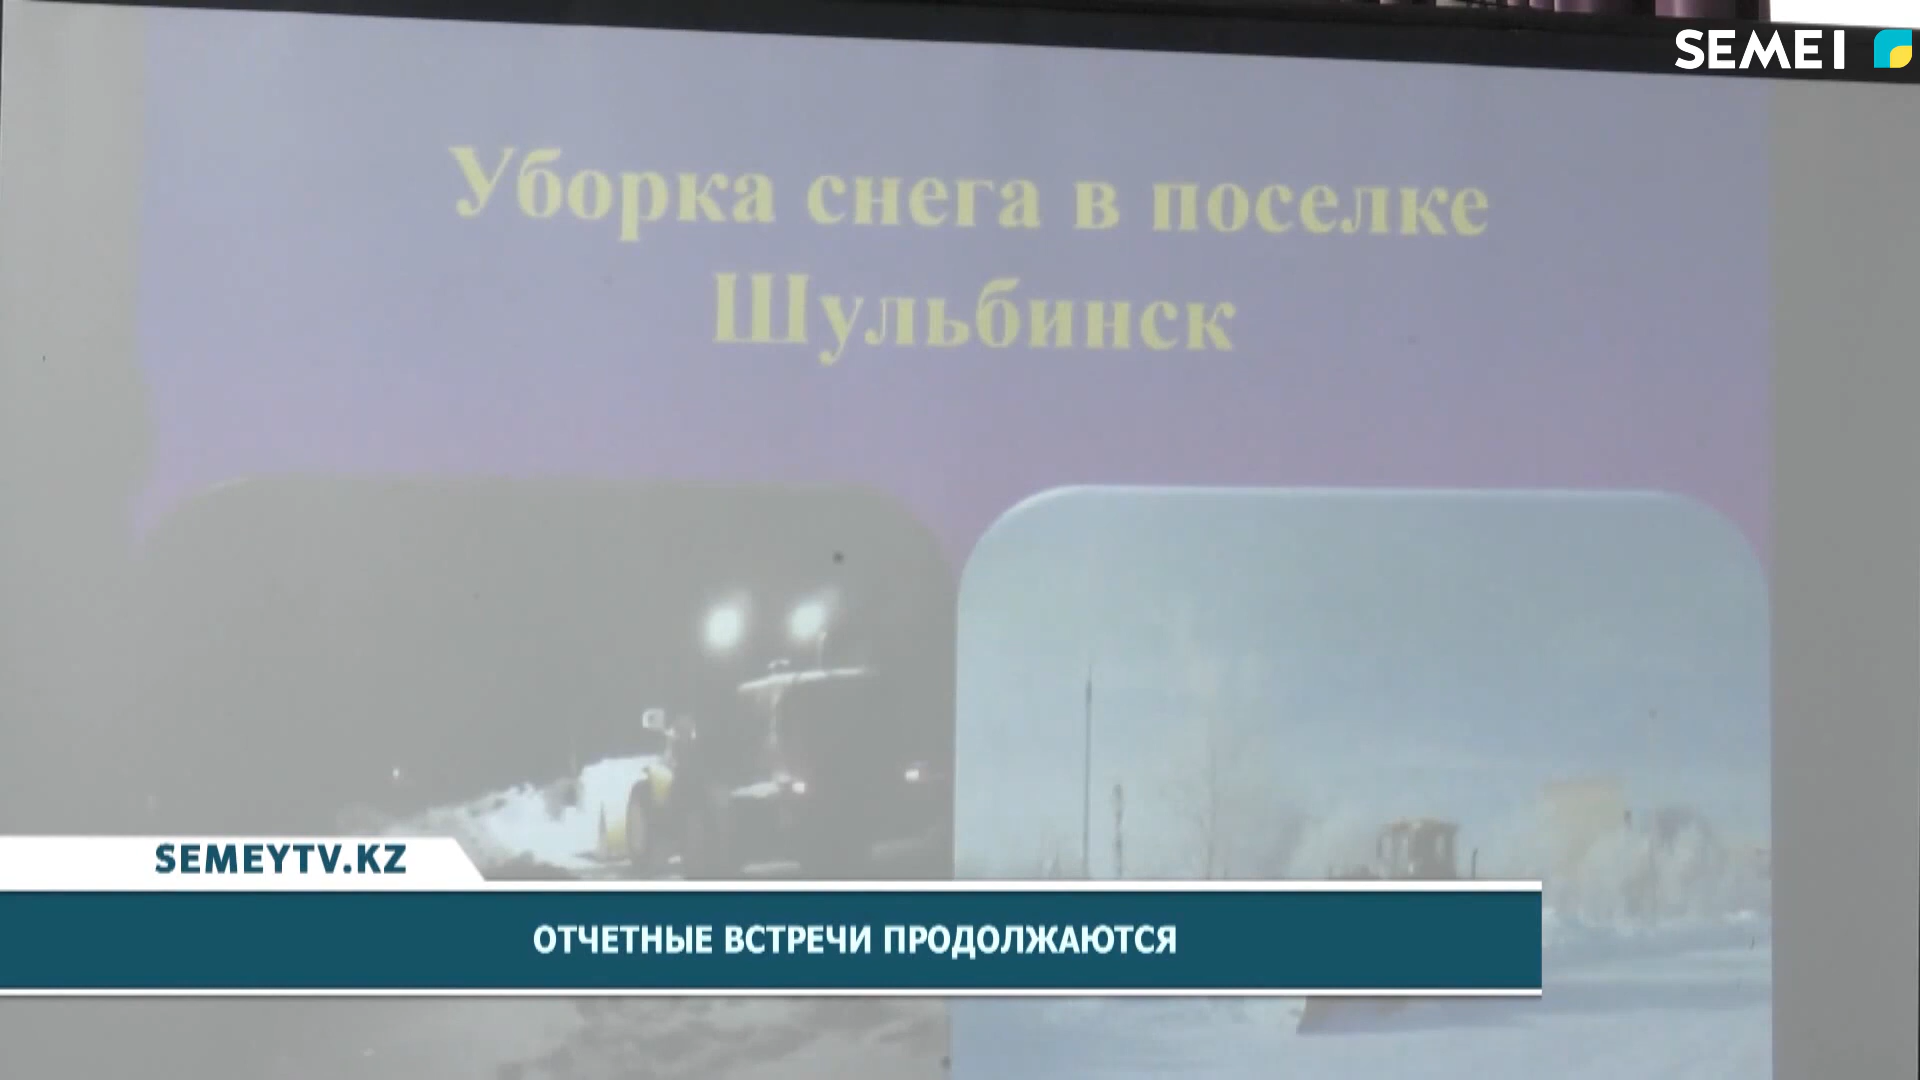 SEMEI
Уборка снега в поселке
Шульбинск
SEMEYTV.KZ
ОТЧЕТНЫЕ ВСТРЕЧИ ПРОДОЛЖАЮТСЯ